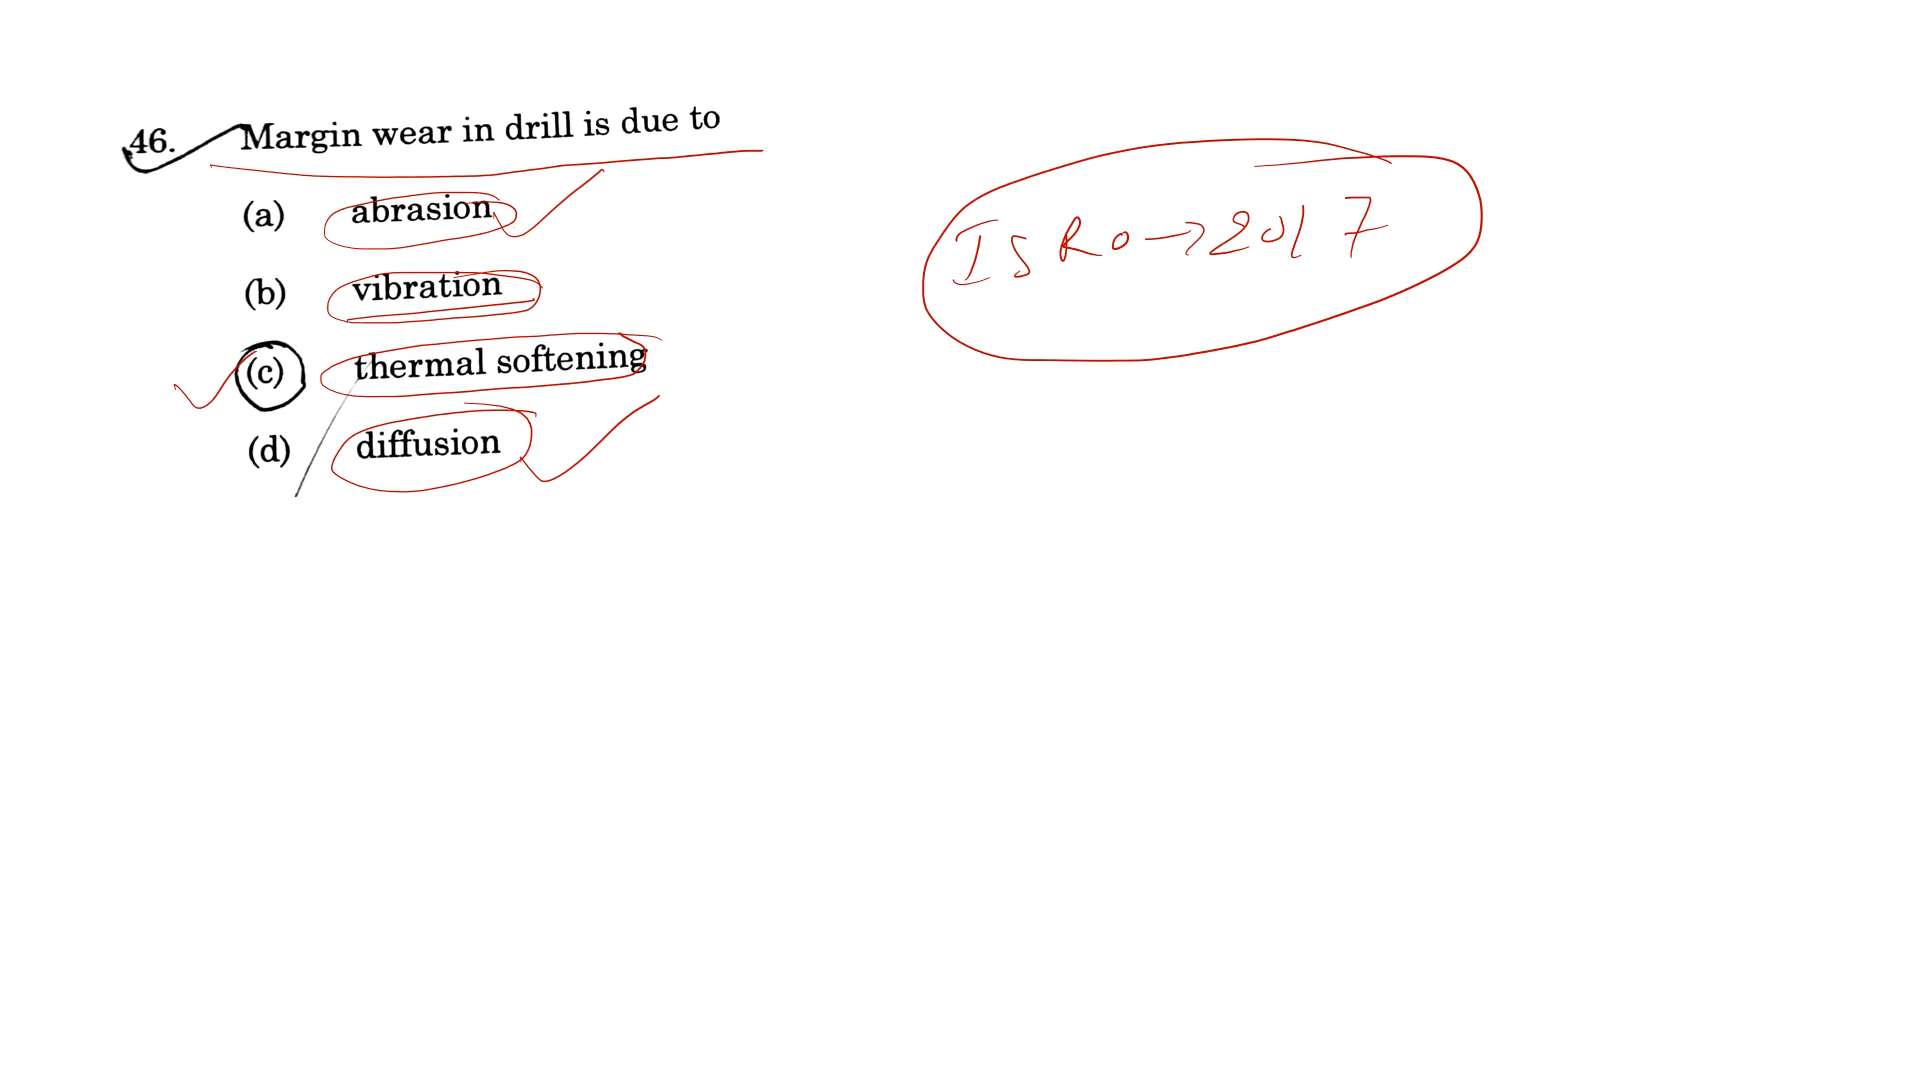 46. Margin wear in drill is due to
(a) abrasion
(b) vibration
(c) thermal softening
(d) diffusion
ISRO→2017